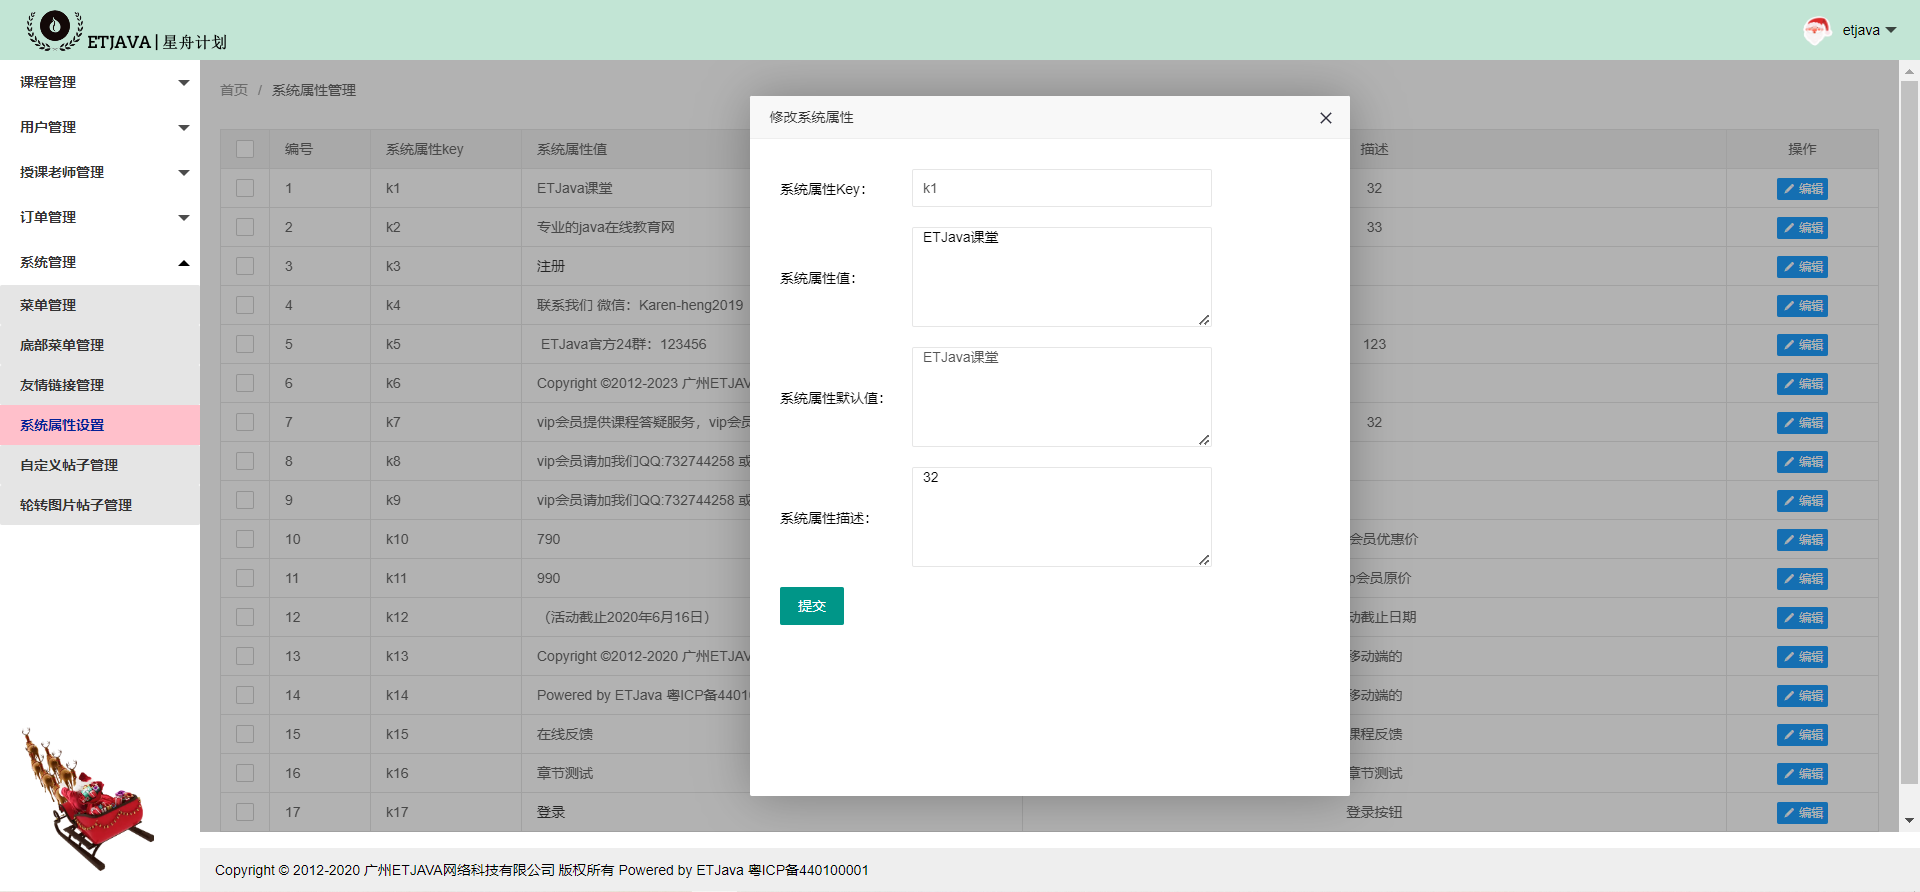 ETJAVA | 星舟计划
etjava
课程管理
用户管理
授课老师管理
订单管理
系统管理
菜单管理
底部菜单管理
友情链接管理
系统属性设置
自定义帖子管理
轮转图片帖子管理
首页 / 系统属性管理
编号 系统属性key 系统属性值 描述 操作
1 k1 ETJava课堂 32 编辑
2 k2 专业的java在线教育网 33 编辑
3 k3 注册 编辑
4 k4 联系我们 微信：Karen-heng2019 编辑
5 k5 ETJava官方24群：123456 123 编辑
6 k6 Copyright ©2012-2023 广州ETJAV 编辑
7 k7 vip会员提供课程答疑服务，vip会员 32 编辑
8 k8 vip会员请加我们QQ:732744258 或 编辑
9 k9 vip会员请加我们QQ:732744258 或 编辑
10 k10 790 会员优惠价 编辑
11 k11 990 会员原价 编辑
12 k12 （活动截止2020年6月16日） 动截止日期 编辑
13 k13 Copyright ©2012-2020 广州ETJAV 移动端的 编辑
14 k14 Powered by ETJava 粤ICP备4401 移动端的 编辑
15 k15 在线反馈 课程反馈 编辑
16 k16 章节测试 章节测试 编辑
17 k17 登录 登录按钮 编辑
修改系统属性
系统属性Key： k1
系统属性值： ETJava课堂
系统属性默认值： ETJava课堂
系统属性描述： 32
提交
Copyright © 2012-2020 广州ETJAVA网络科技有限公司 版权所有 Powered by ETJava 粤ICP备440100001